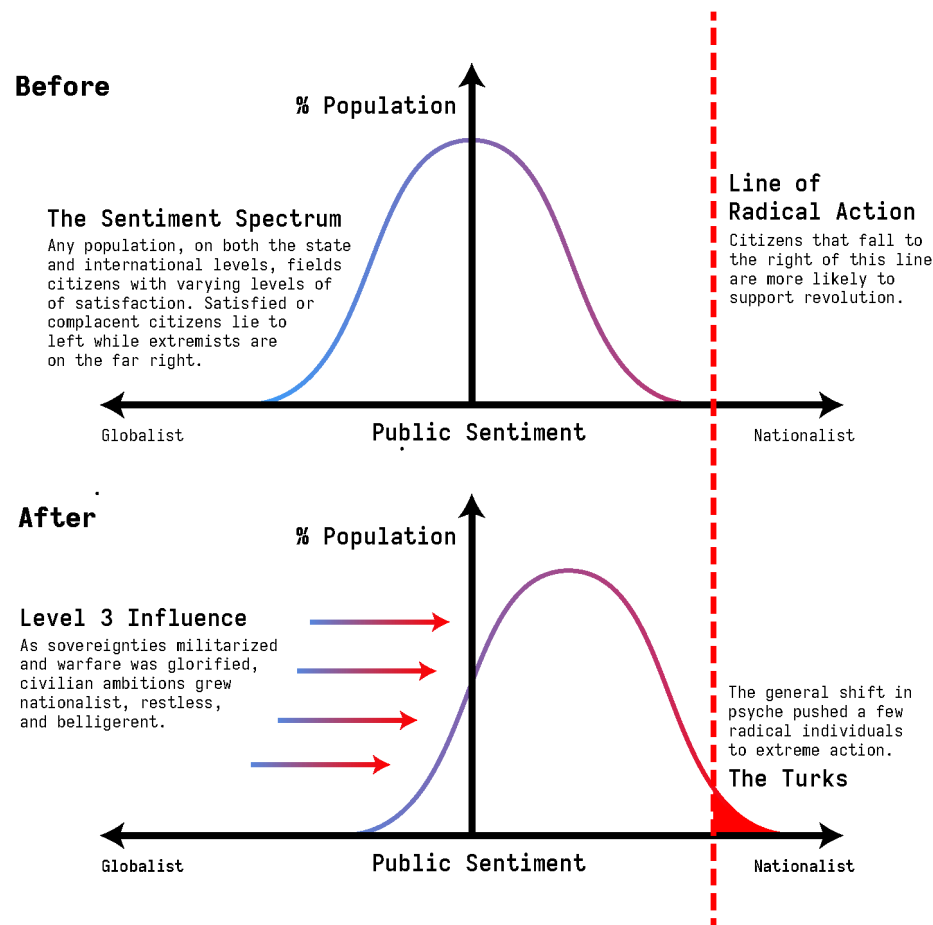 Before
% Population
The Sentiment Spectrum
Any population, on both the state
and international levels, fields
citizens with varying levels of
of satisfaction. Satisfied or
complacent citizens lie to
left while extremists are
on the far right.
Line of
Radical Action
Citizens that fall to
the right of this line
are more likely to
support revolution.
Globalist
Public Sentiment
Nationalist
After
% Population
Level 3 Influence
As sovereignties militarized
and warfare was glorified,
civilian ambitions grew
nationalist, restless,
and belligerent.
The general shift in
psyche pushed a few
radical individuals
to extreme action.
The Turks
Globalist
Public Sentiment
Nationalist